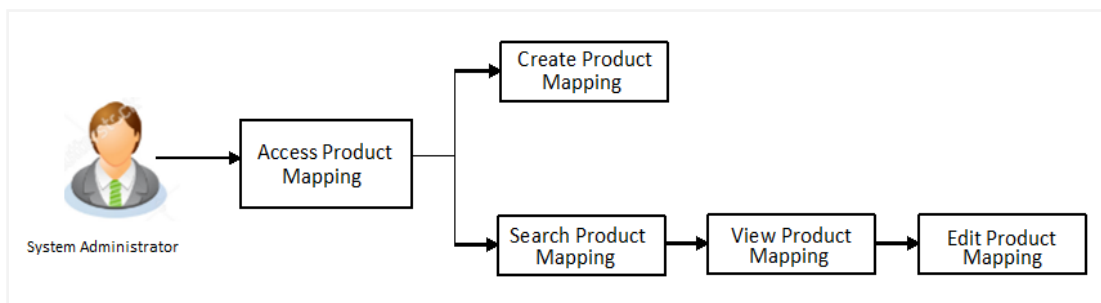 Create Product
Mapping
Access Product
Mapping
System Administrator
Search Product
Mapping
View Product
Mapping
Edit Product
Mapping